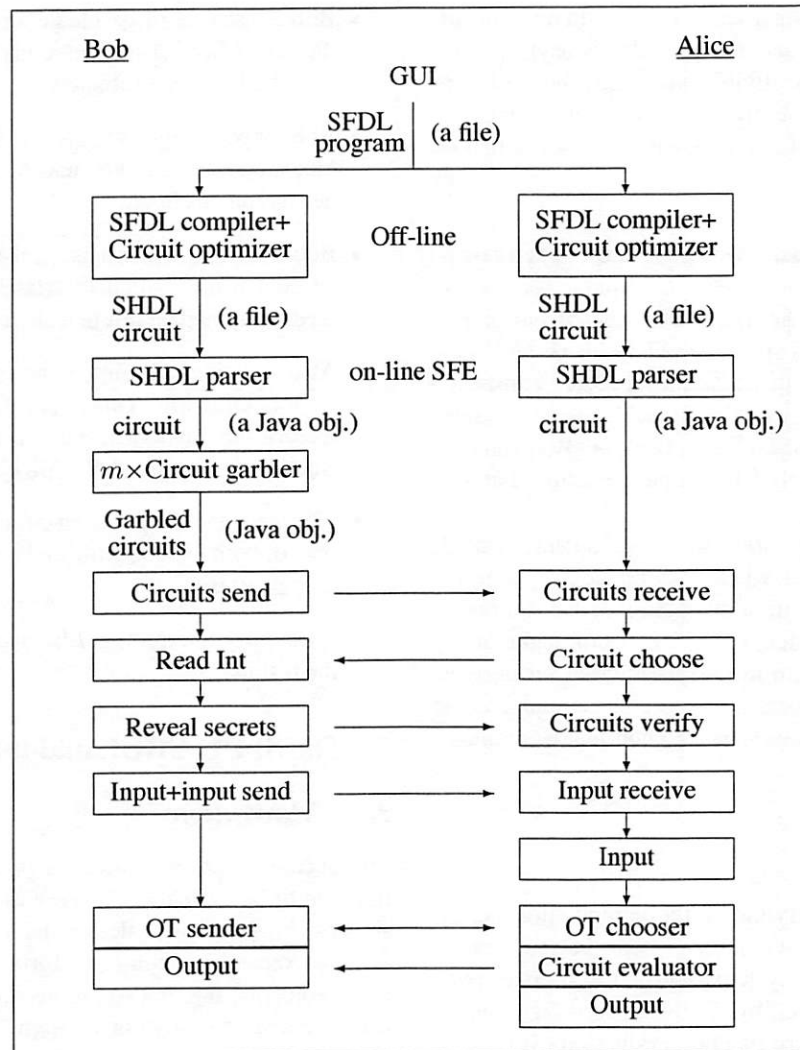 Bob Alice
GUI
SFDL
program (a file)
SFDL compiler+
Circuit optimizer
Off-line
SFDL compiler+
Circuit optimizer
SHDL
circuit (a file)
SHDL
circuit (a file)
SHDL parser on-line SFE SHDL parser
circuit (a Java obj.) circuit (a Java obj.)
m×Circuit garbler
Garbled
circuits (Java obj.)
Circuits send Circuits receive
Read Int Circuit choose
Reveal secrets Circuits verify
Input+input send Input receive
Input
OT sender OT chooser
Output Circuit evaluator
Output